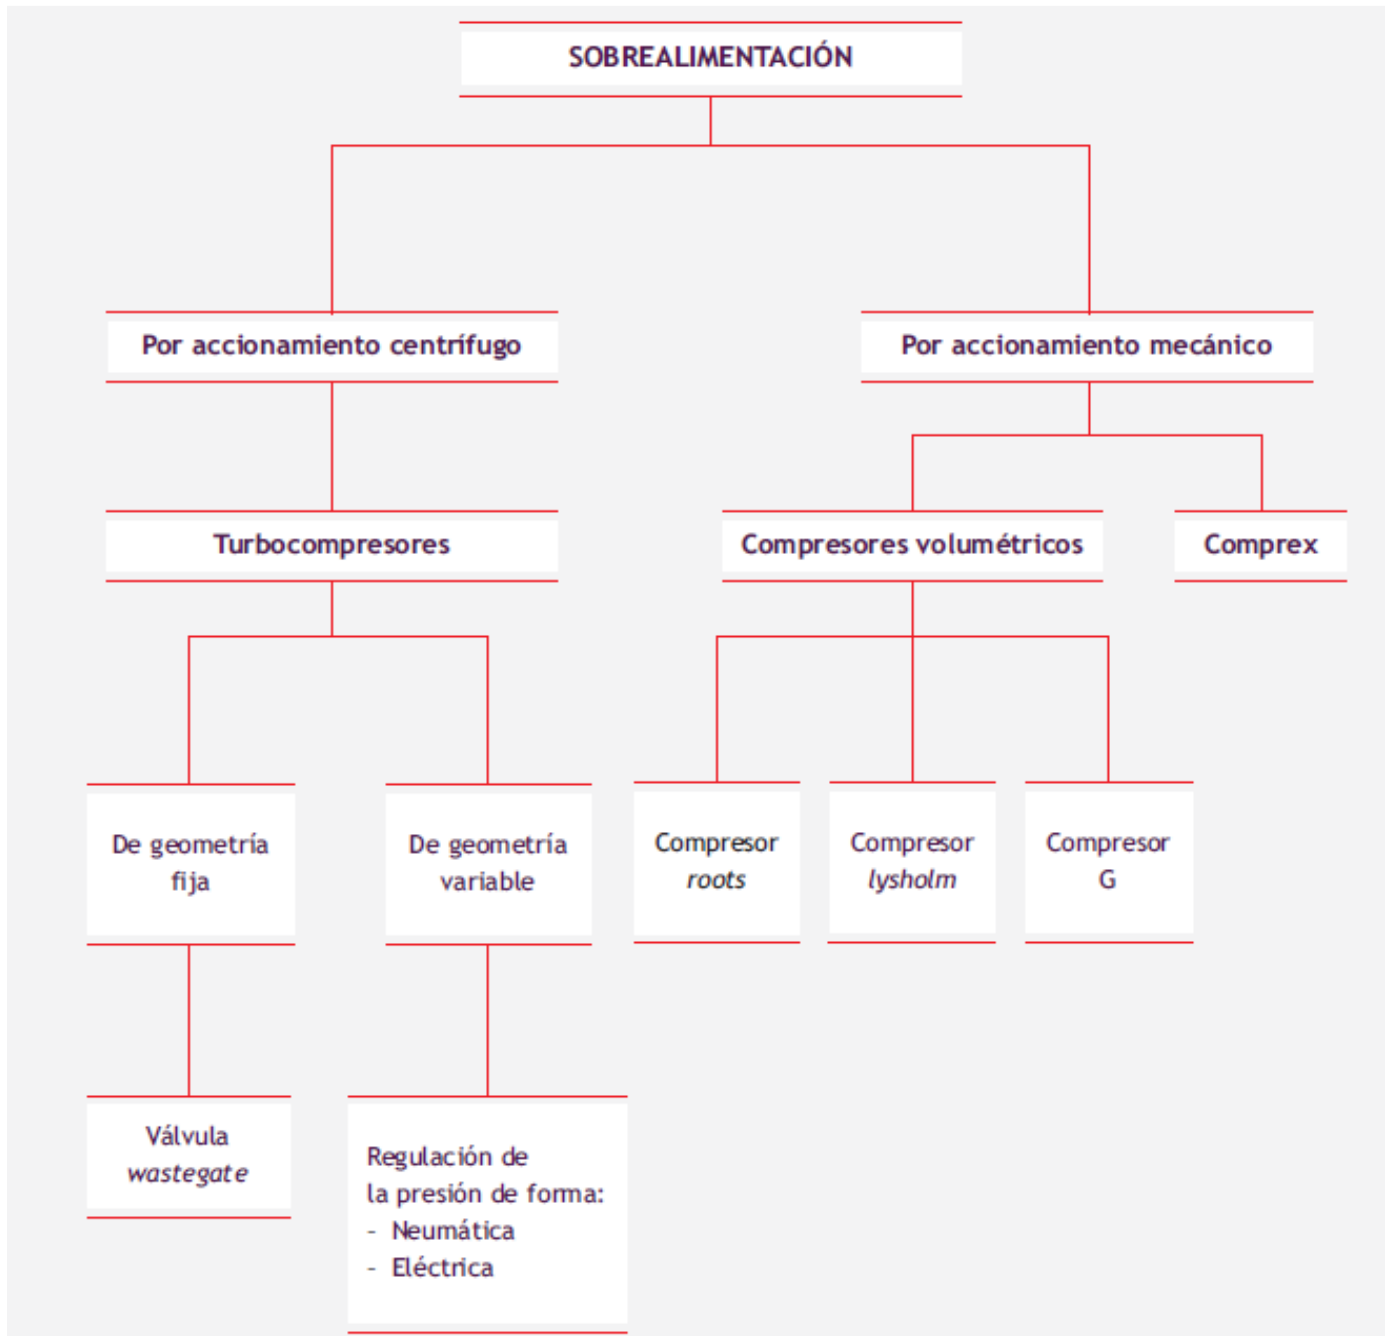 SOBREALIMENTACIÓN
Por accionamiento centrífugo
Por accionamiento mecánico
Turbocompresores
Compresores volumétricos
Comprex
De geometría
fija
De geometría
variable
Compresor
roots
Compresor
lysholm
Compresor
G
Válvula
wastegate
Regulación de
la presión de forma:
- Neumática
- Eléctrica